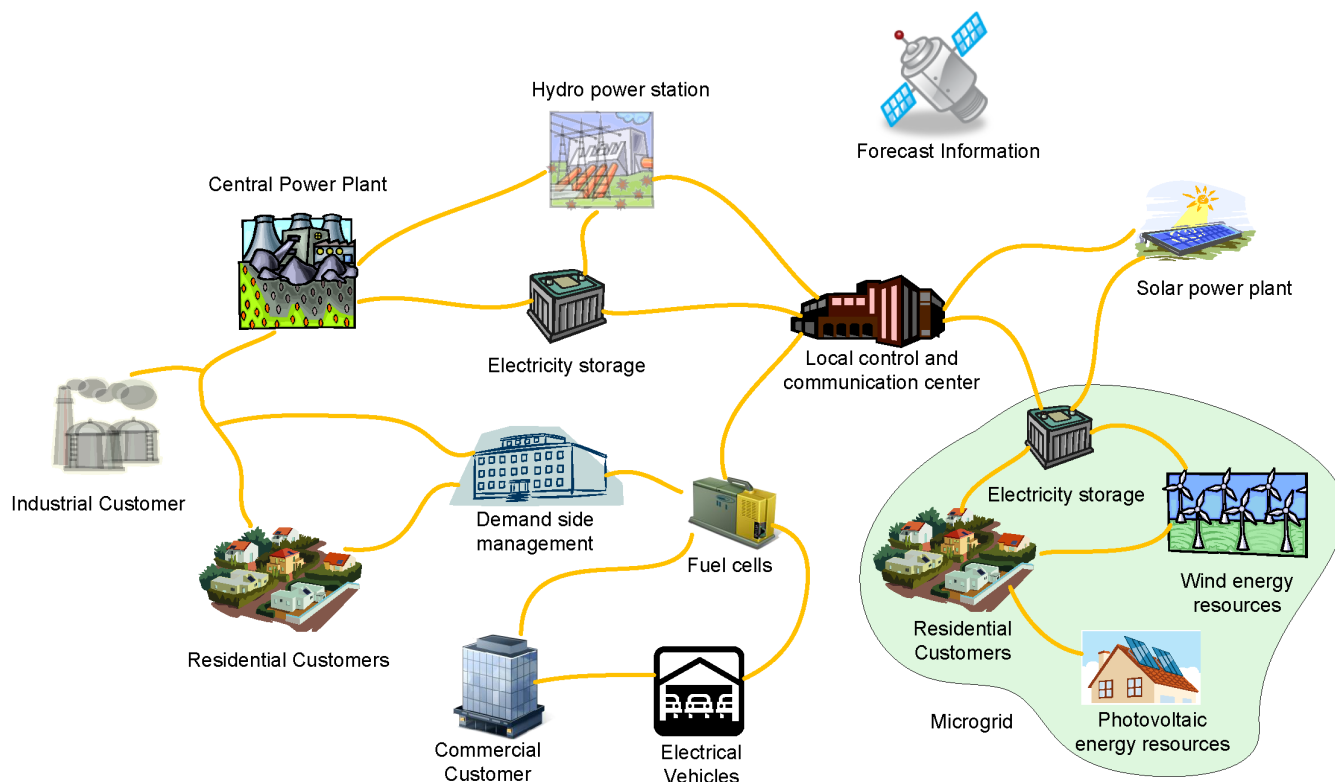 Hydro power station
Forecast Information
Central Power Plant
Solar power plant
Electricity storage
Local control and
communication center
Industrial Customer
Demand side
management
Fuel cells
Electricity storage
Wind energy
resources
Residential Customers
Residential
Customers
Microgrid
Photovoltaic
energy resources
Commercial
Customer
Electrical
Vehicles